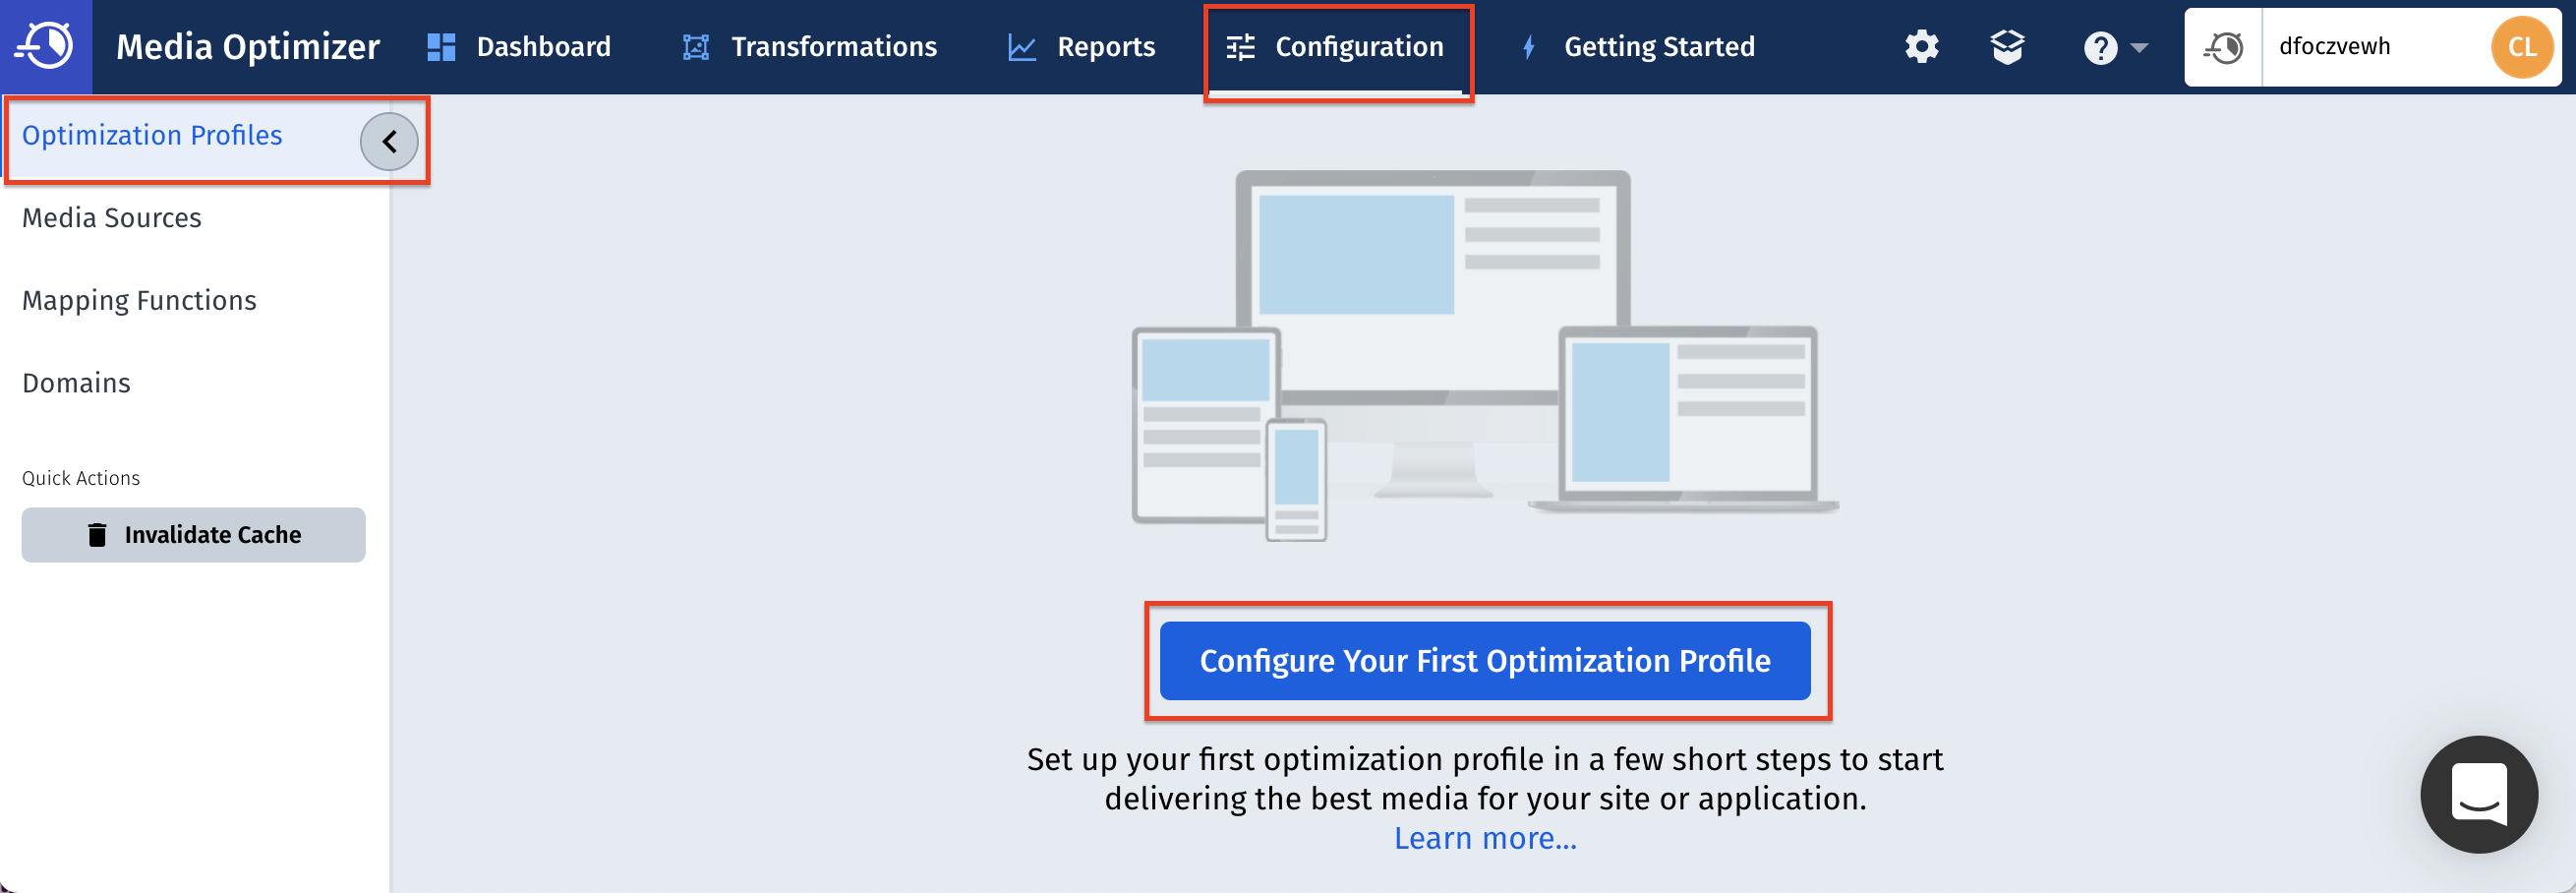 Media Optimizer
Dashboard
Transformations
Reports
Configuration
Getting Started
dfoczvewh
CL
Optimization Profiles
Media Sources
Mapping Functions
Domains
Quick Actions
Invalidate Cache
Configure Your First Optimization Profile
Set up your first optimization profile in a few short steps to start
delivering the best media for your site or application.
Learn more...